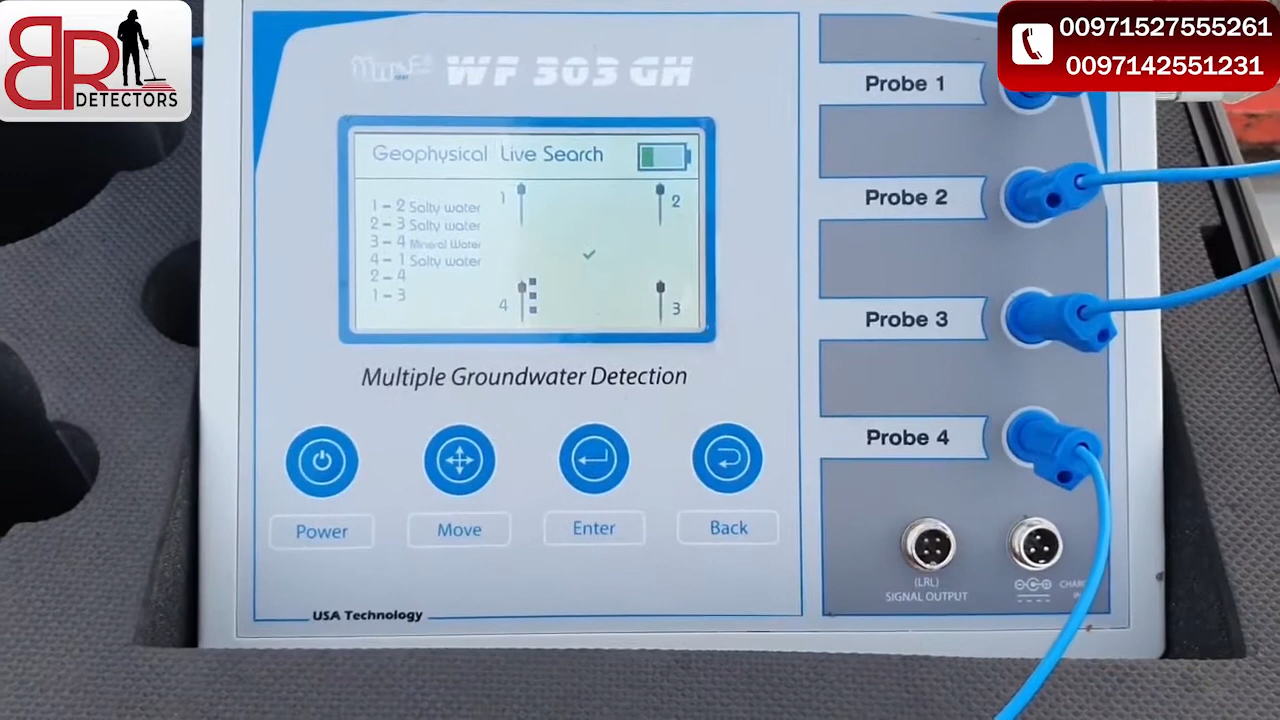 BR
DETECTORS
WF 303 GH
00971527555261
0097142551231
Geophysical Live Search
1 - 2 Salty water
2 - 3 Salty water
3 - 4 Mineral Water
4 - 1 Salty water
2 - 4
1 - 3
1
2
4
3
Multiple Groundwater Detection
Power
Move
Enter
Back
USA Technology
Probe 1
Probe 2
Probe 3
Probe 4
(LRL)
SIGNAL OUTPUT